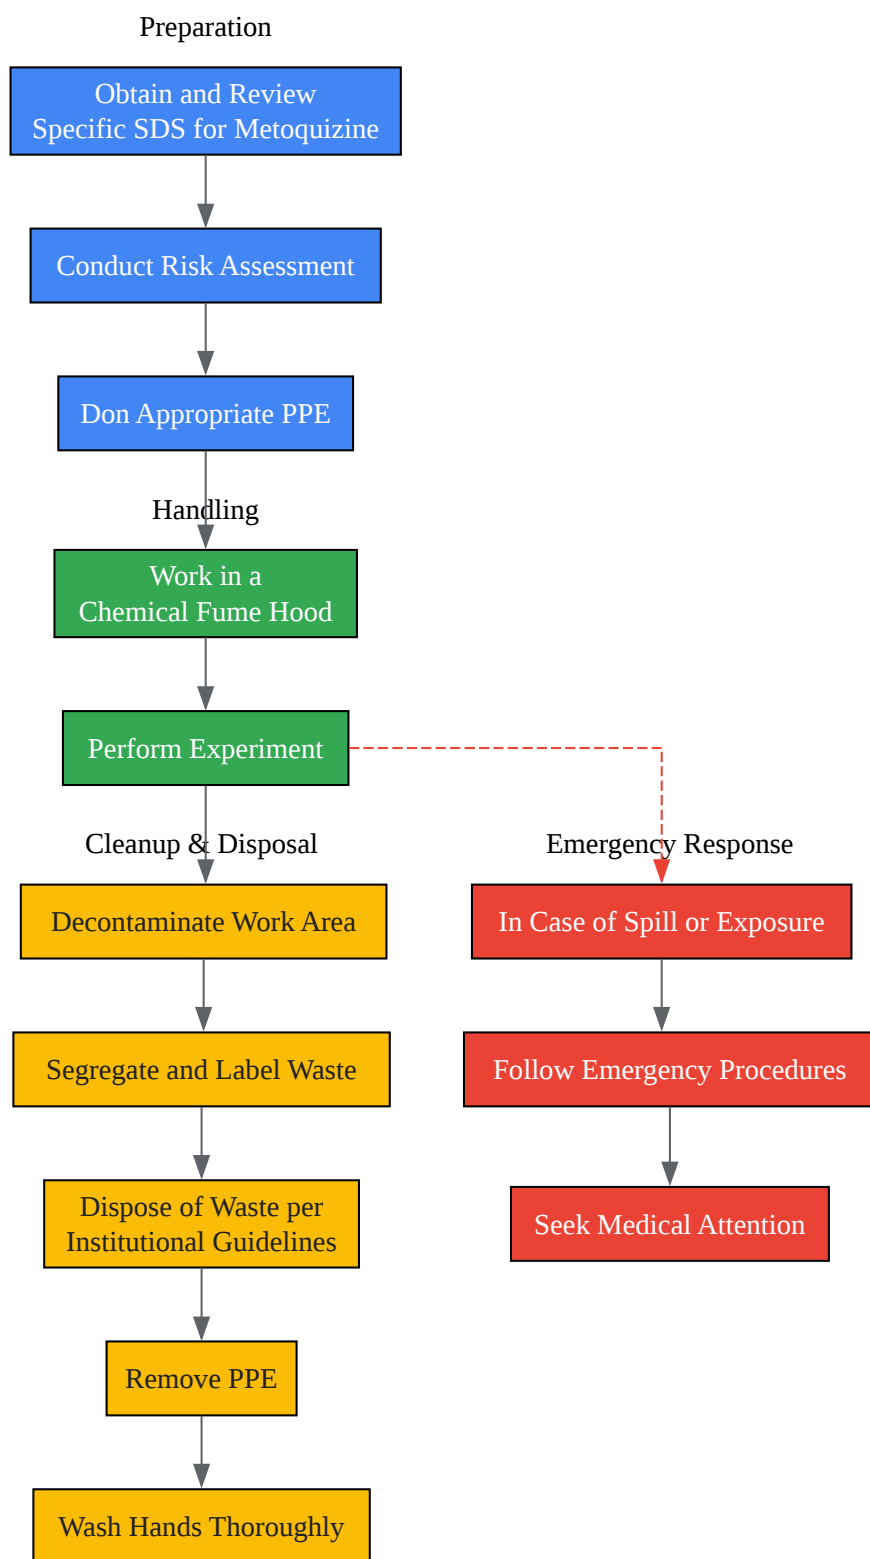 Preparation
Obtain and Review
Specific SDS for Metoquizine
Conduct Risk Assessment
Don Appropriate PPE
Handling
Work in a
Chemical Fume Hood
Perform Experiment
Cleanup & Disposal
Decontaminate Work Area
Segregate and Label Waste
Dispose of Waste per
Institutional Guidelines
Remove PPE
Wash Hands Thoroughly
Emergency Response
In Case of Spill or Exposure
Follow Emergency Procedures
Seek Medical Attention